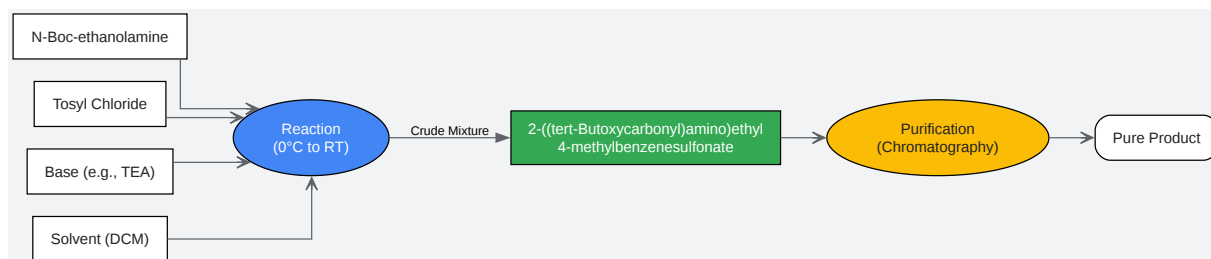 N-Boc-ethanolamine
Tosyl Chloride
Base (e.g., TEA)
Solvent (DCM)
Reaction
(0°C to RT)
Crude Mixture
2-((tert-Butoxycarbonyl)amino)ethyl
4-methylbenzenesulfonate
Purification
(Chromatography)
Pure Product